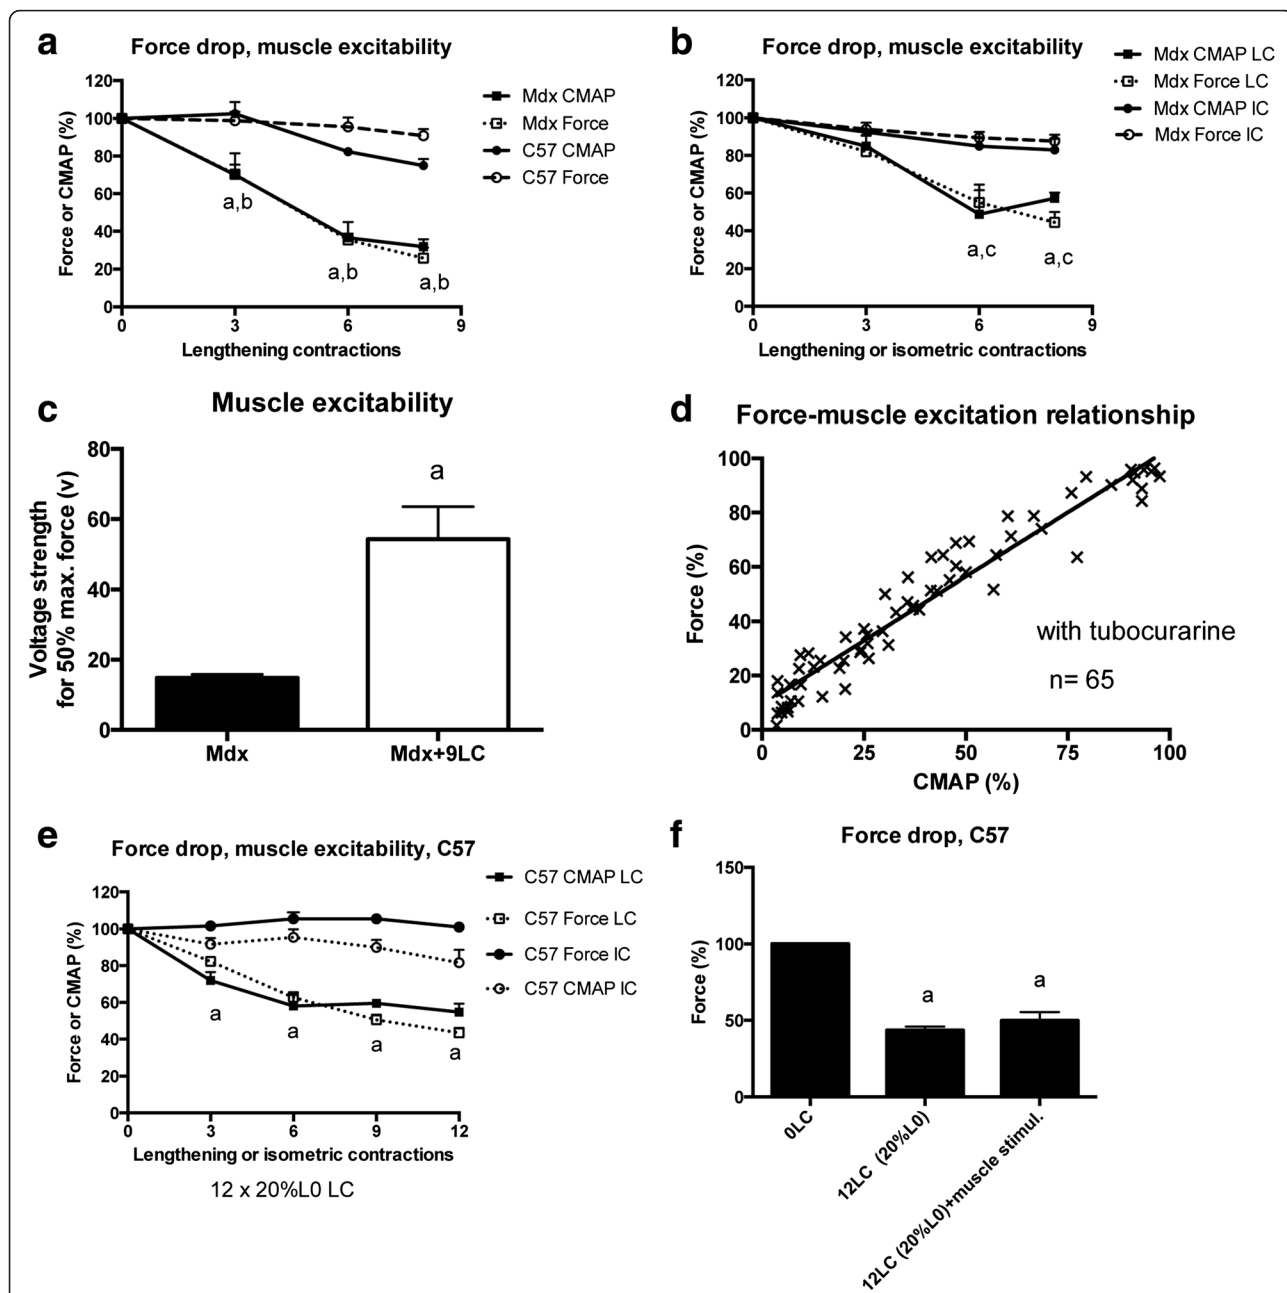 a
Force drop, muscle excitability
Force or CMAP (%)
120
100
80
60
40
20
0
a,b
a,b
a,b
0 3 6 9
Lengthening contractions
Mdx CMAP
Mdx Force
C57 CMAP
C57 Force
b
Force drop, muscle excitability
Force or CMAP (%)
120
100
80
60
40
20
0
a,c
a,c
0 3 6 9
Lengthening or isometric contractions
Mdx CMAP LC
Mdx Force LC
Mdx CMAP IC
Mdx Force IC
c
Muscle excitability
Voltage strength
for 50% max. force (v)
80
60
40
20
0
a
Mdx Mdx+9LC
d
Force-muscle excitation relationship
Force (%)
100
80
60
40
20
0
with tubocurarine
n= 65
0 25 50 75 100
CMAP (%)
e
Force drop, muscle excitability, C57
Force or CMAP (%)
120
100
80
60
40
20
0
a
a
a
a
0 3 6 9 12
Lengthening or isometric contractions
12 x 20%L0 LC
C57 CMAP LC
C57 Force LC
C57 Force IC
C57 CMAP IC
f
Force drop, C57
Force (%)
150
100
50
0
a
a
0LC
12LC (20%L0)
12LC (20%L0)+muscle stimul.